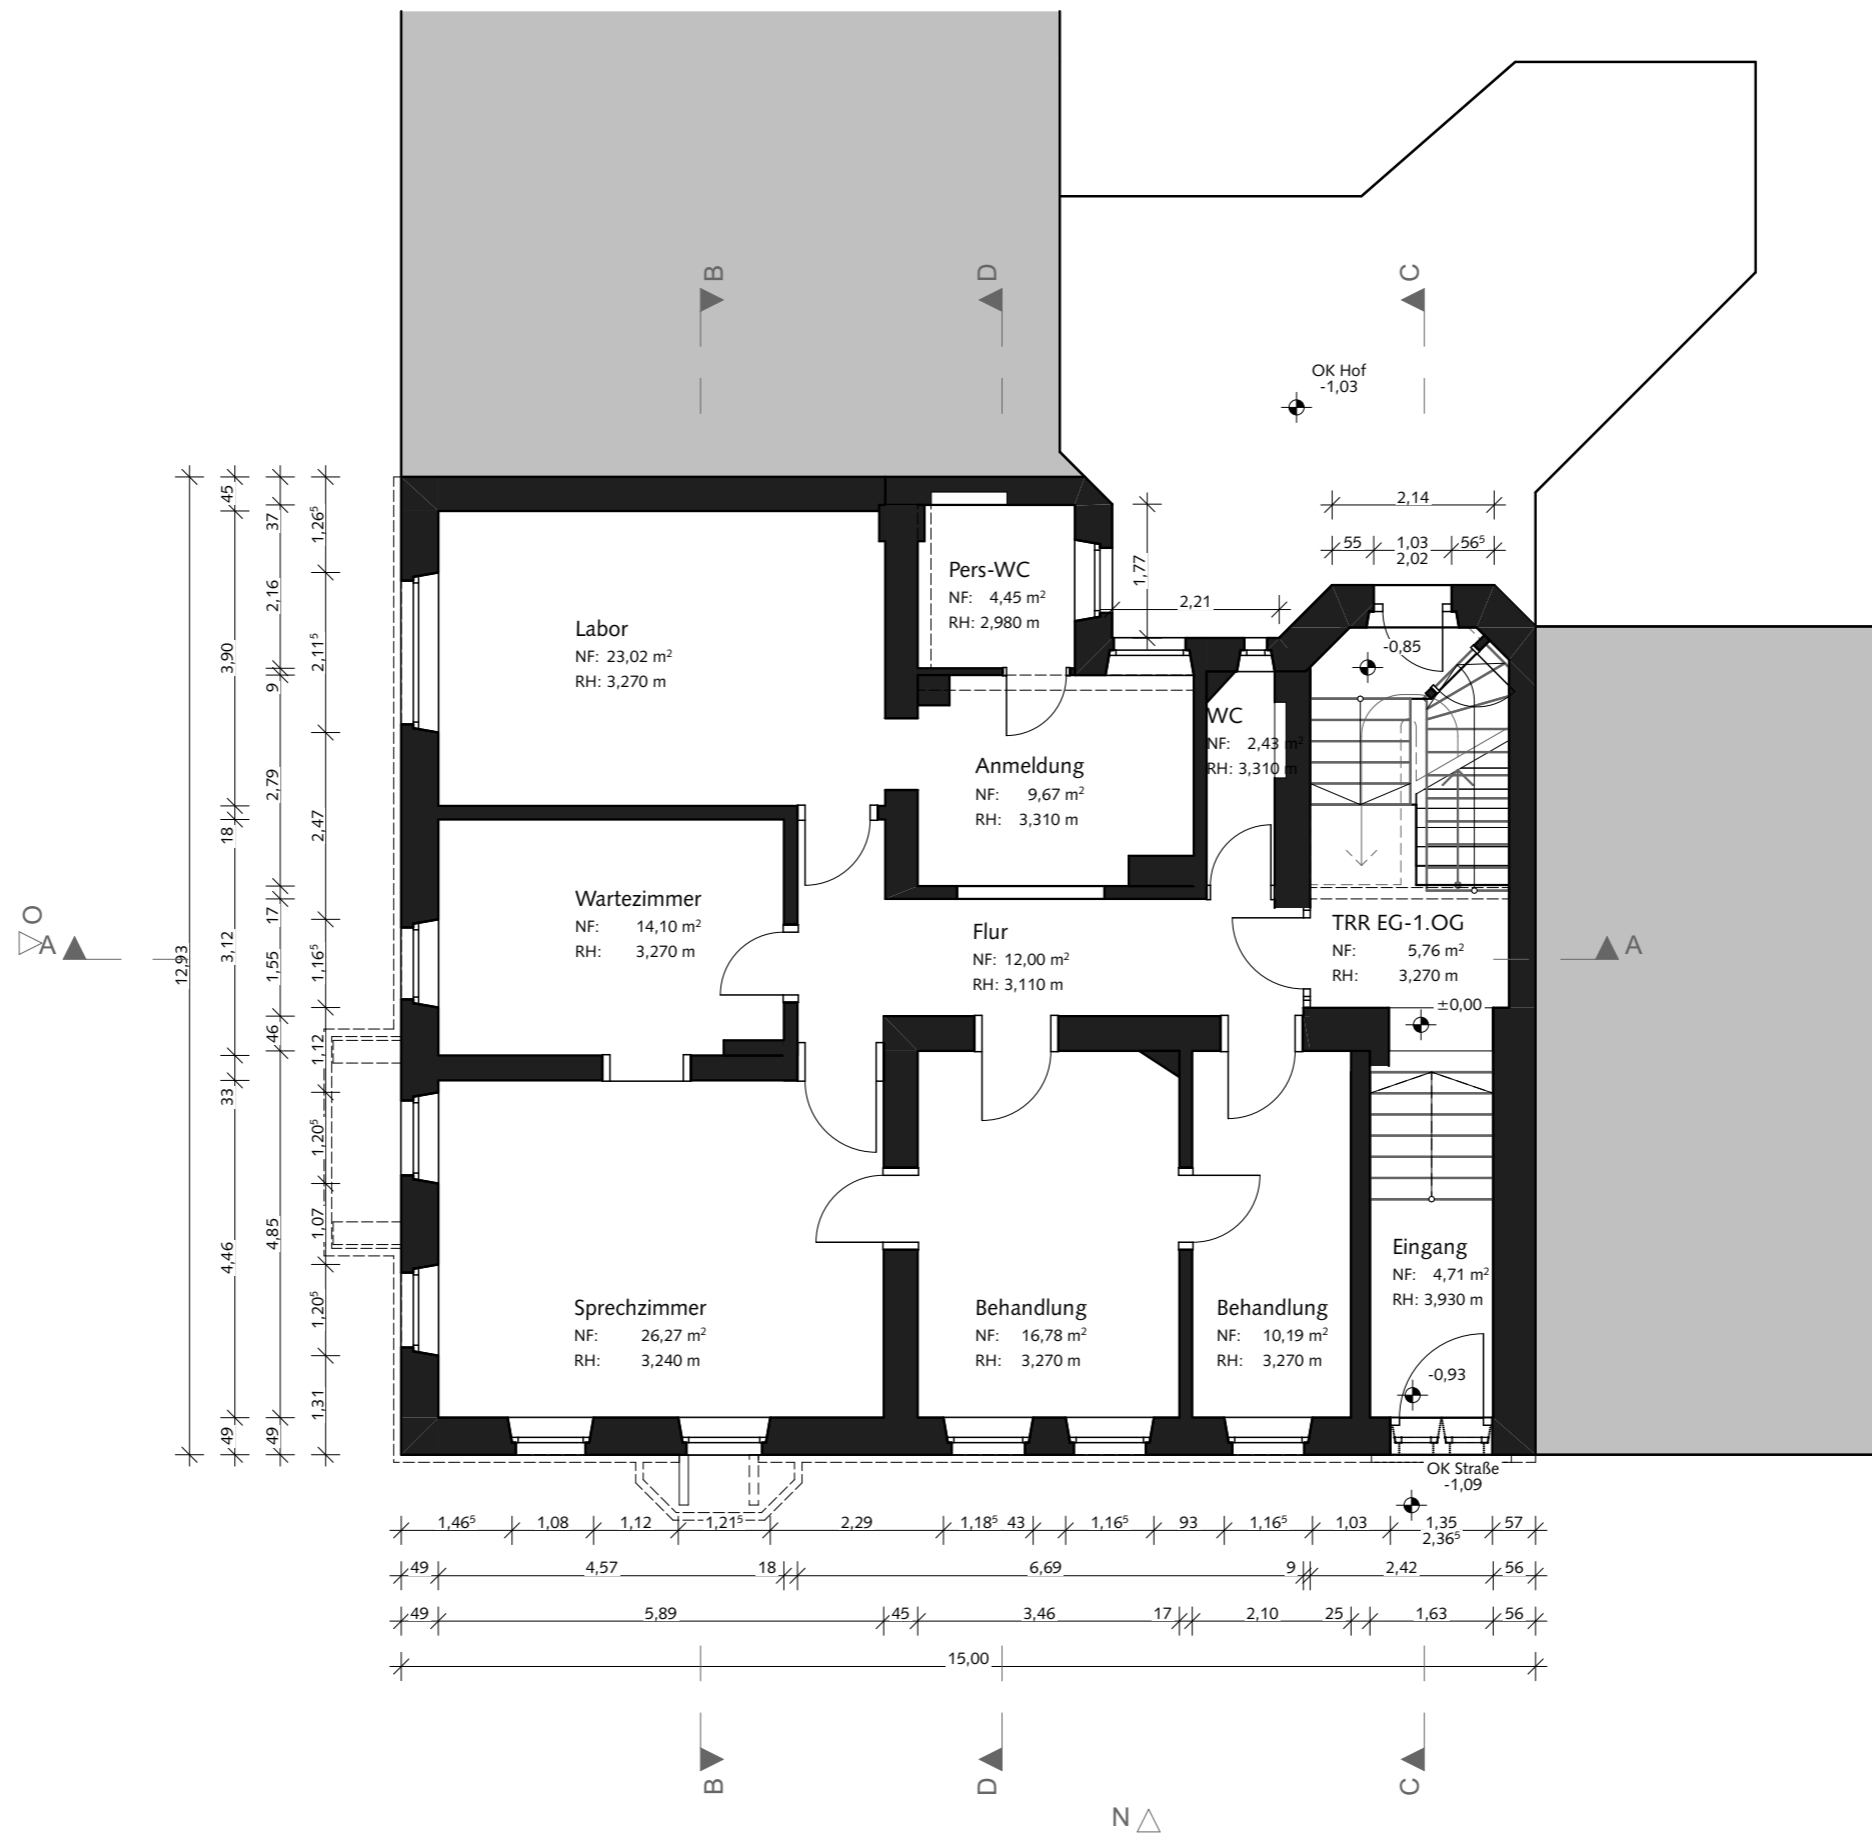 B
D
C
OK Hof
-1,03
2,14
55
1,03
2,02
56⁵
1,77
2,21
-0,85
Pers-WC
NF: 4,45 m²
RH: 2,980 m
Labor
NF: 23,02 m²
RH: 3,270 m
WC
NF: 2,43 m²
RH: 3,310 m
Anmeldung
NF: 9,67 m²
RH: 3,310 m
Wartezimmer
NF: 14,10 m²
RH: 3,270 m
Flur
NF: 12,00 m²
RH: 3,110 m
TRR EG-1.OG
NF: 5,76 m²
RH: 3,270 m
±0,00
O
A
A
Eingang
NF: 4,71 m²
RH: 3,930 m
Sprechzimmer
NF: 26,27 m²
RH: 3,240 m
Behandlung
NF: 16,78 m²
RH: 3,270 m
Behandlung
NF: 10,19 m²
RH: 3,270 m
-0,93
OK Straße
-1,09
12,93
45
3,90
18
3,12
33
4,46
49
37
2,16
9
2,79
17
1,55
46
4,85
49
1,26⁵
2,11⁵
2,47
1,16⁵
1,12
1,20⁵
1,07
1,20⁵
1,31
1,46⁵ 1,08 1,12 1,21⁵ 2,29 1,18⁵ 43 1,16⁵ 93 1,16⁵ 1,03 1,35 57
2,36⁵
49 4,57 18 6,69 9 2,42 56
49 5,89 45 3,46 17 2,10 25 1,63 56
15,00
B
D
C
N